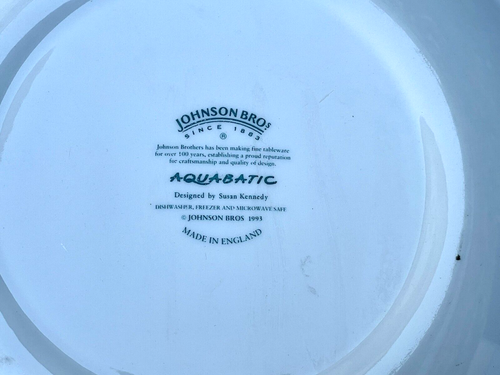 JOHNSON BROS
SINCE 1883
®
Johnson Brothers has been making fine tableware
for over 100 years, establishing a proud reputation
for craftsmanship and quality of design.
AQUABATIC
Designed by Susan Kennedy
DISHWASHER, FREEZER AND MICROWAVE SAFE
© JOHNSON BROS 1993
MADE IN ENGLAND